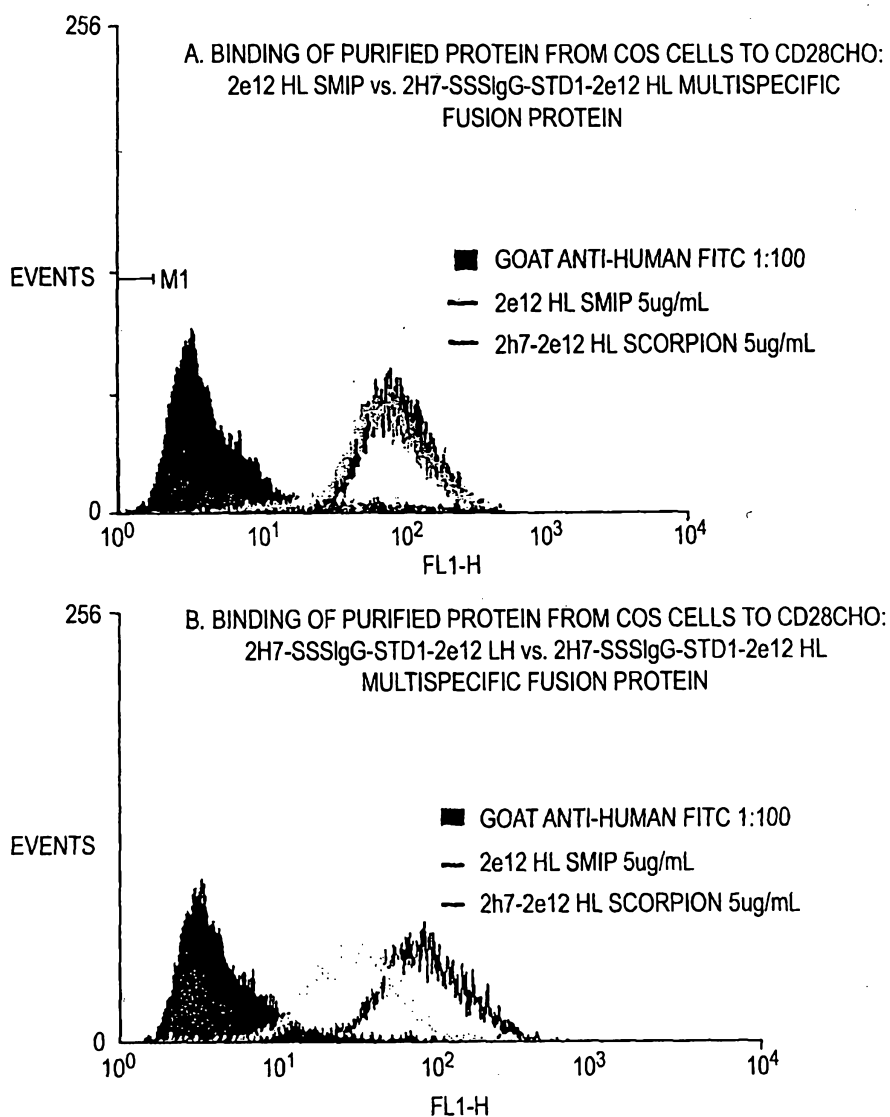 256
A. BINDING OF PURIFIED PROTEIN FROM COS CELLS TO CD28CHO:
2e12 HL SMIP vs. 2H7-SSSIgG-STD1-2e12 HL MULTISPECIFIC
FUSION PROTEIN
EVENTS
M1
GOAT ANTI-HUMAN FITC 1:100
2e12 HL SMIP 5ug/mL
2h7-2e12 HL SCORPION 5ug/mL
0
10^0 10^1 10^2 10^3 10^4
FL1-H
256
B. BINDING OF PURIFIED PROTEIN FROM COS CELLS TO CD28CHO:
2H7-SSSIgG-STD1-2e12 LH vs. 2H7-SSSIgG-STD1-2e12 HL
MULTISPECIFIC FUSION PROTEIN
EVENTS
GOAT ANTI-HUMAN FITC 1:100
2e12 HL SMIP 5ug/mL
2h7-2e12 HL SCORPION 5ug/mL
0
10^0 10^1 10^2 10^3 10^4
FL1-H